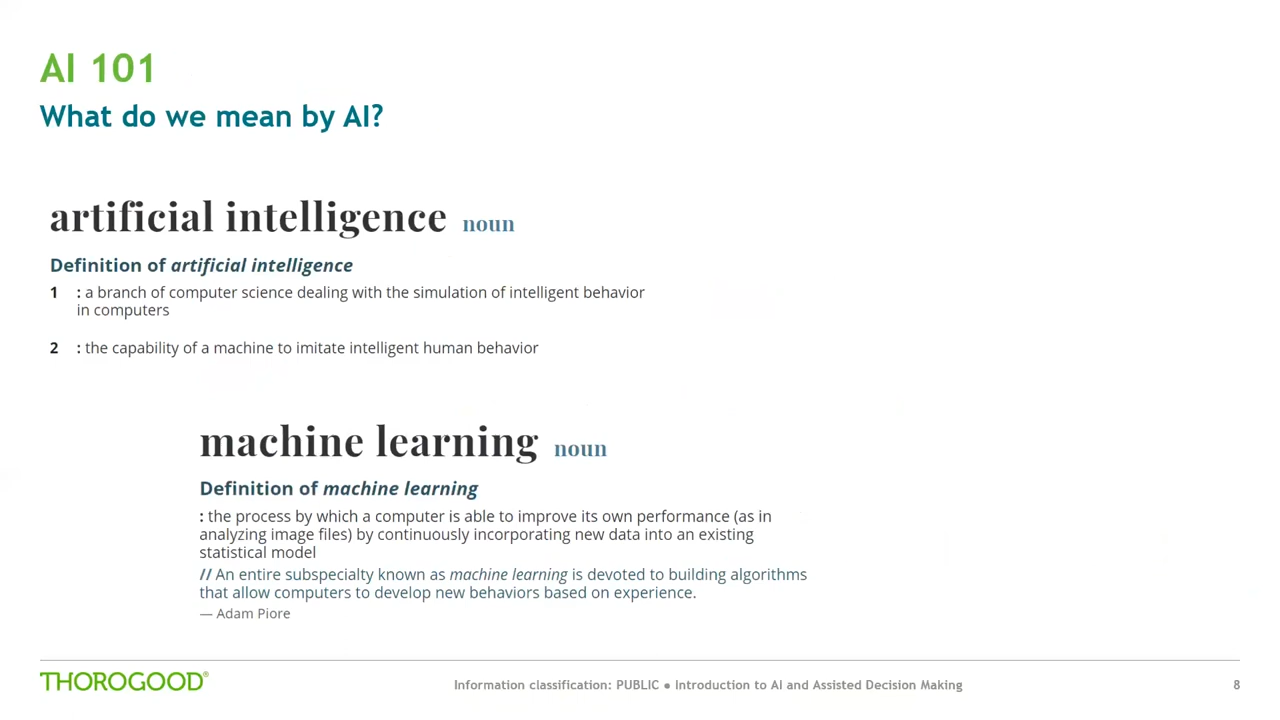 AI 101
What do we mean by AI?
artificial intelligence noun
Definition of artificial intelligence
1 : a branch of computer science dealing with the simulation of intelligent behavior
in computers
2 : the capability of a machine to imitate intelligent human behavior
machine learning noun
Definition of machine learning
: the process by which a computer is able to improve its own performance (as in
analyzing image files) by continuously incorporating new data into an existing
statistical model
// An entire subspecialty known as machine learning is devoted to building algorithms
that allow computers to develop new behaviors based on experience.
— Adam Piore
THOROGOOD® Information classification: PUBLIC ● Introduction to AI and Assisted Decision Making 8